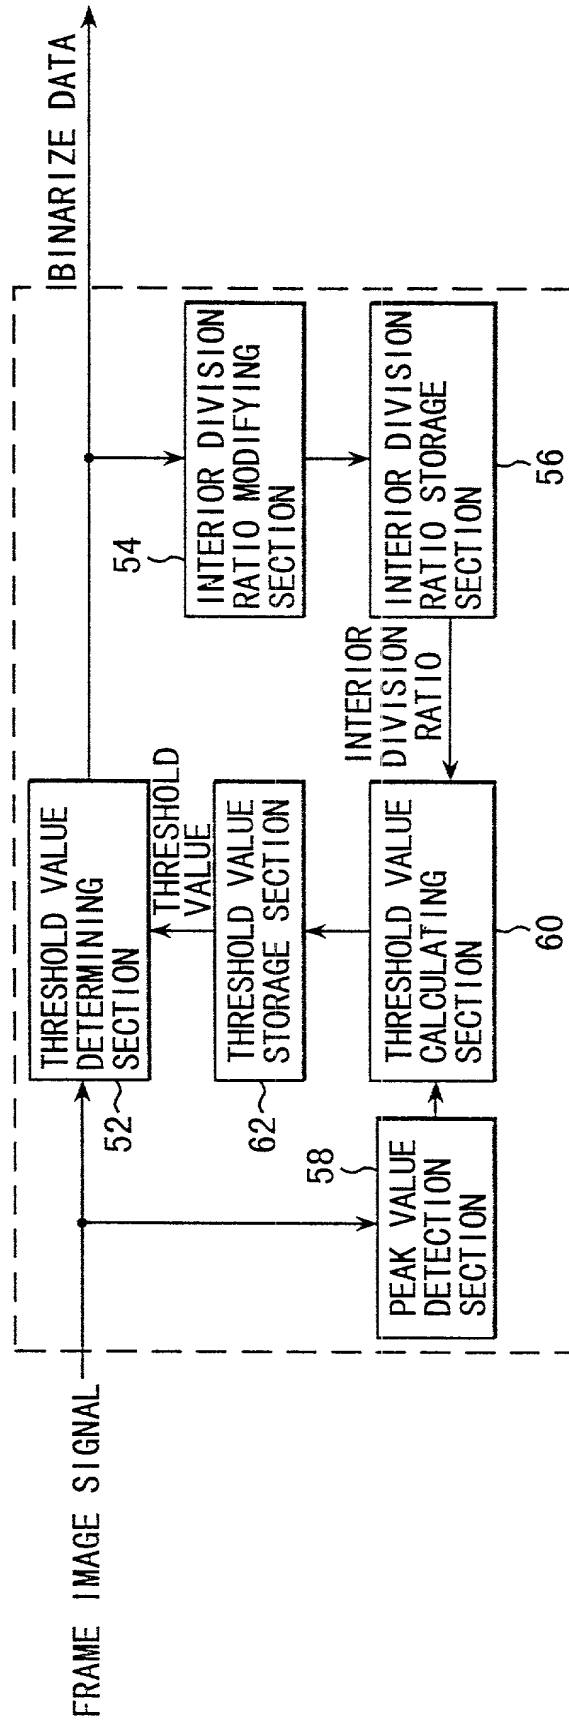 FRAME IMAGE SIGNAL
THRESHOLD VALUE
DETERMINING
SECTION
52
BINARIZE DATA
THRESHOLD
VALUE
62
THRESHOLD VALUE
STORAGE SECTION
54
INTERIOR DIVISION
RATIO MODIFYING
SECTION
58
PEAK VALUE
DETECTION
SECTION
THRESHOLD VALUE
CALCULATING
SECTION
60
INTERIOR
DIVISION
RATIO
INTERIOR DIVISION
RATIO STORAGE
SECTION
56